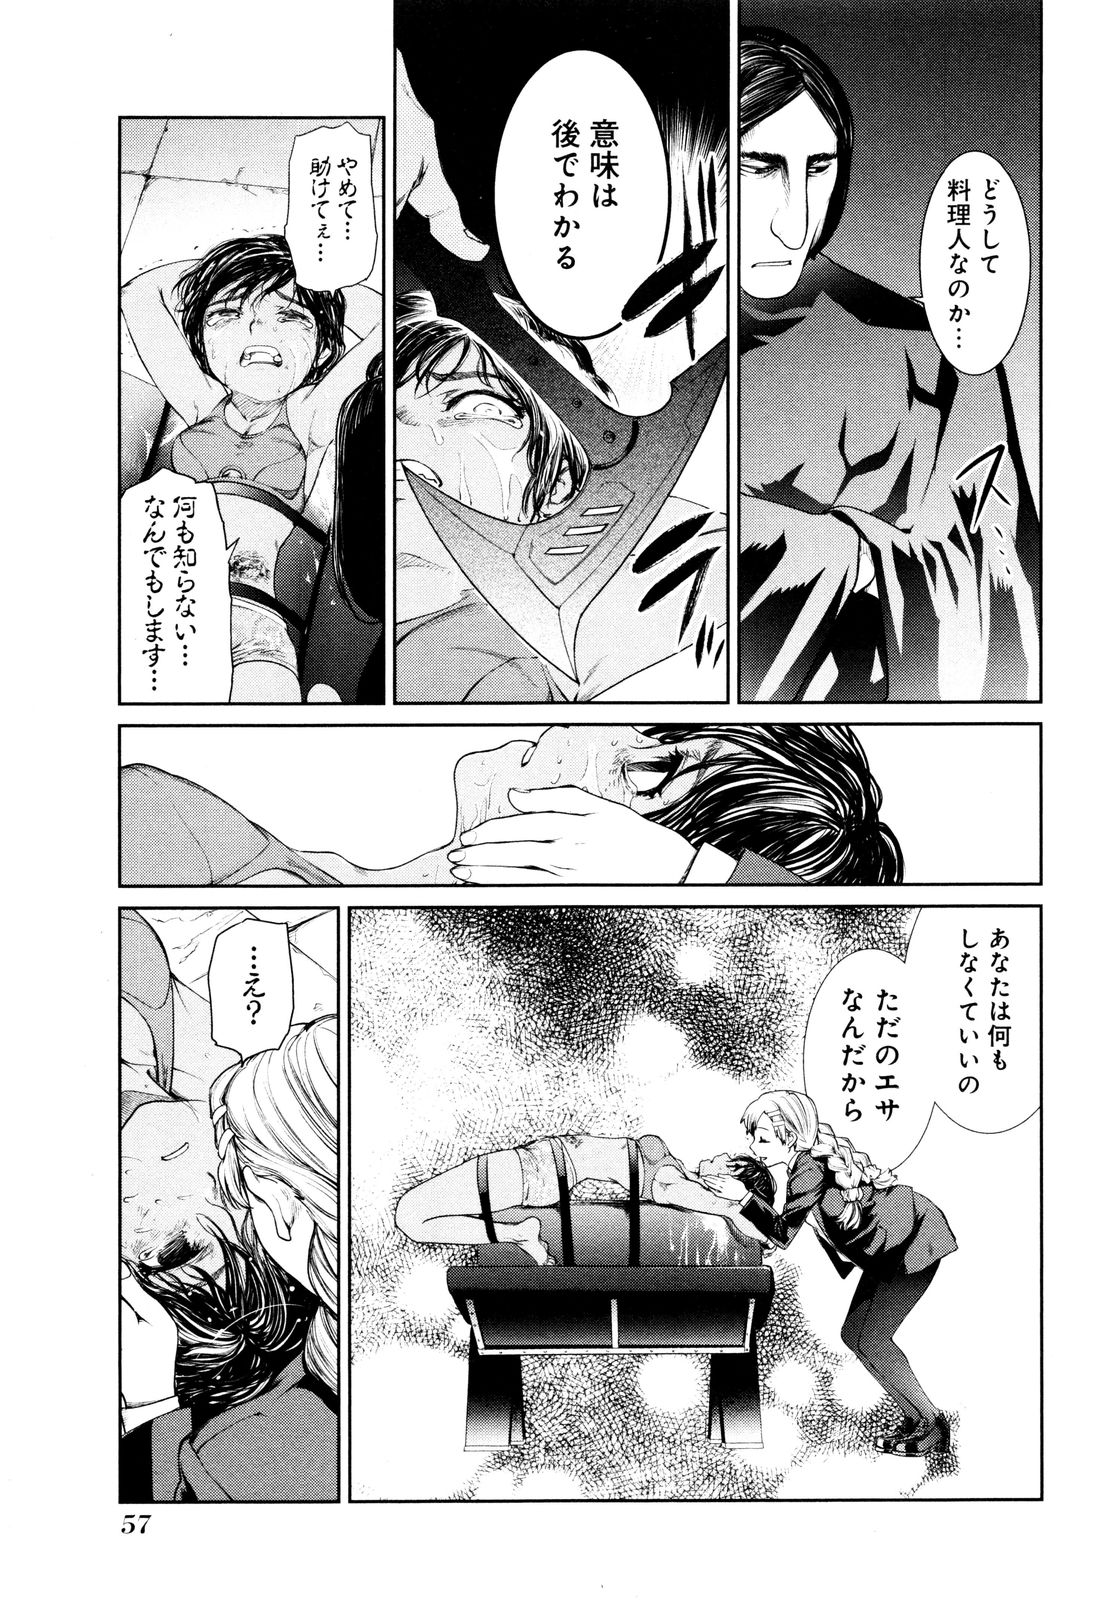 どうして
料理人なのか…
ス…
意味は
後でわかる
やめて…
助けてぇ…
何も知らない…
なんでもします…
あなたは何も
しなくていいの
ただのエサ
なんだから
…え?
57